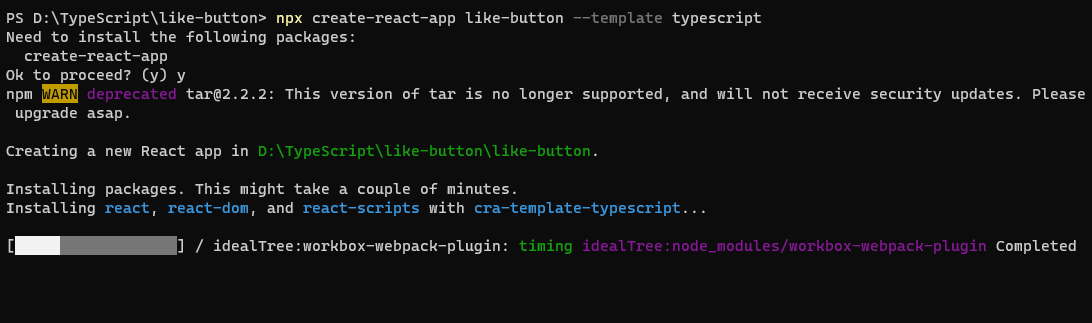 PS D:\TypeScript\like-button> npx create-react-app like-button --template typescript
Need to install the following packages:
  create-react-app
Ok to proceed? (y) y
npm WARN deprecated tar@2.2.2: This version of tar is no longer supported, and will not receive security updates. Please
 upgrade asap.
Creating a new React app in D:\TypeScript\like-button\like-button.
Installing packages. This might take a couple of minutes.
Installing react, react-dom, and react-scripts with cra-template-typescript...
[                  ] / idealTree:workbox-webpack-plugin: timing idealTree:node_modules/workbox-webpack-plugin Completed